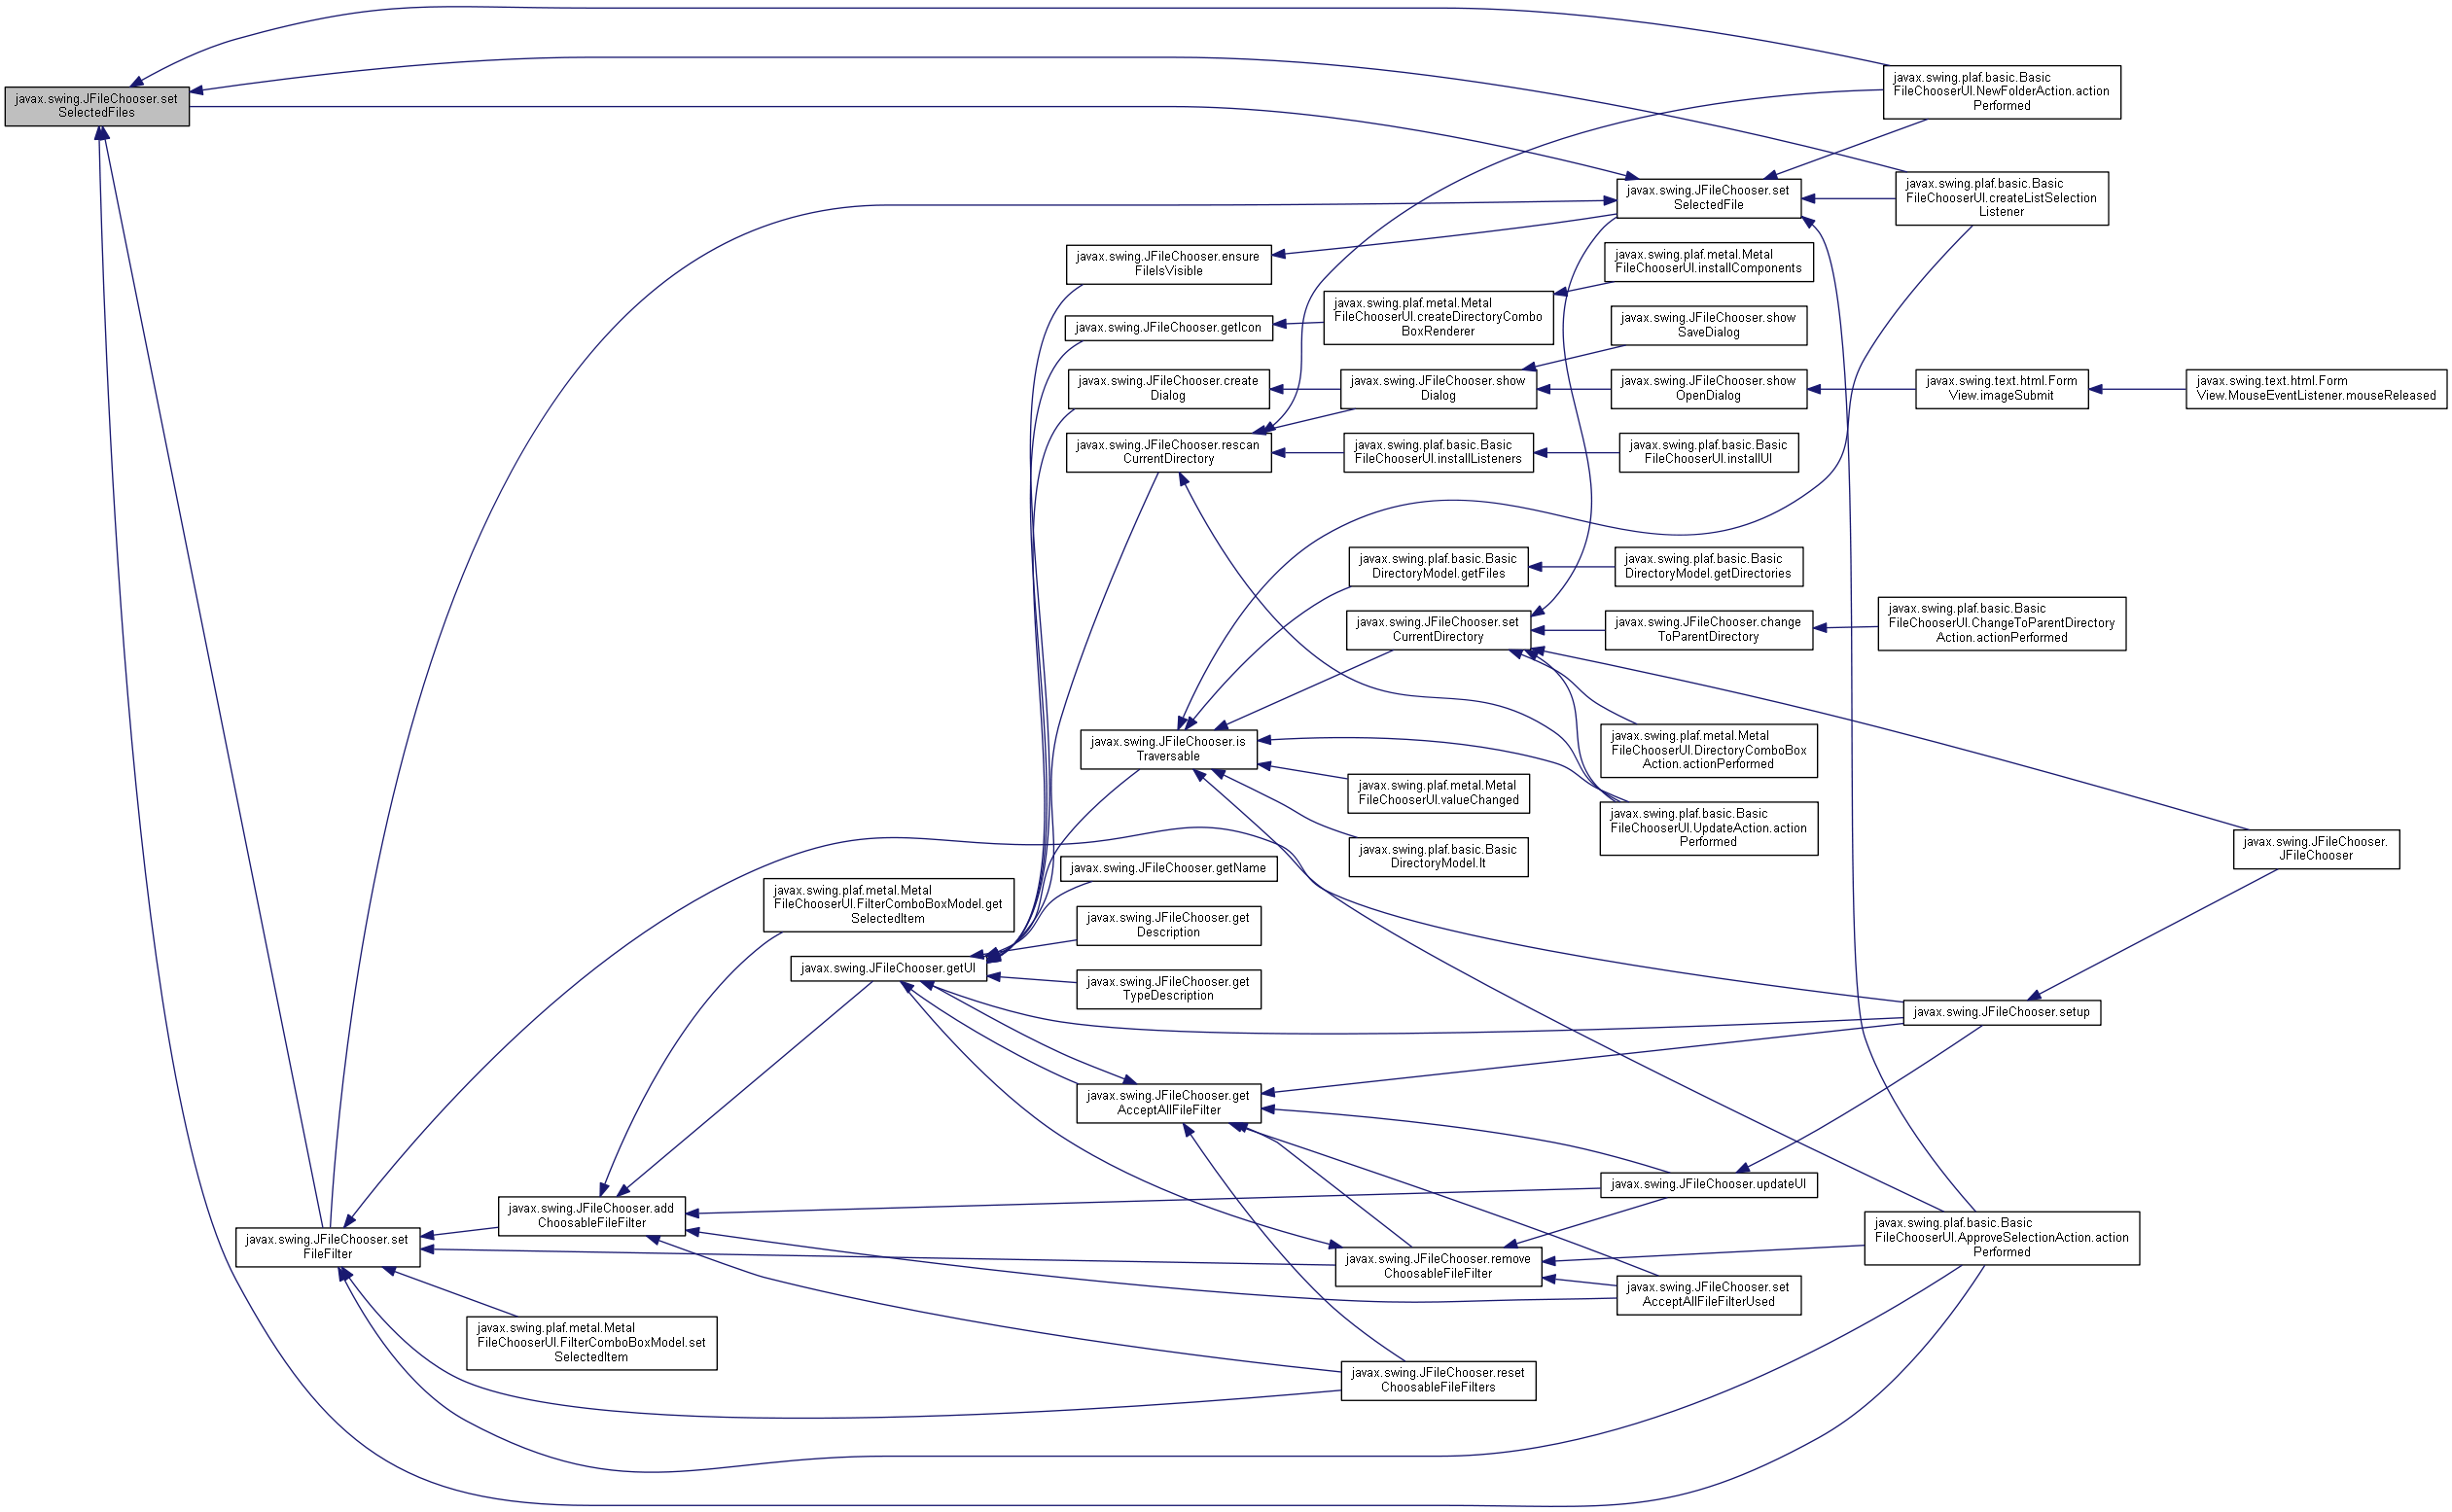 javax.swing.JFileChooser.set
SelectedFiles
javax.swing.plaf.basic.Basic
FileChooserUI.NewFolderAction.action
Performed
javax.swing.JFileChooser.set
SelectedFile
javax.swing.plaf.basic.Basic
FileChooserUI.createListSelection
Listener
javax.swing.JFileChooser.ensure
FileIsVisible
javax.swing.plaf.metal.Metal
FileChooserUI.installComponents
javax.swing.JFileChooser.getIcon
javax.swing.plaf.metal.Metal
FileChooserUI.createDirectoryCombo
BoxRenderer
javax.swing.JFileChooser.show
SaveDialog
javax.swing.JFileChooser.create
Dialog
javax.swing.JFileChooser.show
Dialog
javax.swing.JFileChooser.show
OpenDialog
javax.swing.text.html.Form
View.imageSubmit
javax.swing.text.html.Form
View.MouseEventListener.mouseReleased
javax.swing.JFileChooser.rescan
CurrentDirectory
javax.swing.plaf.basic.Basic
FileChooserUI.installListeners
javax.swing.plaf.basic.Basic
FileChooserUI.installUI
javax.swing.plaf.basic.Basic
DirectoryModel.getFiles
javax.swing.plaf.basic.Basic
DirectoryModel.getDirectories
javax.swing.JFileChooser.set
CurrentDirectory
javax.swing.JFileChooser.change
ToParentDirectory
javax.swing.plaf.basic.Basic
FileChooserUI.ChangeToParentDirectory
Action.actionPerformed
javax.swing.JFileChooser.is
Traversable
javax.swing.plaf.metal.Metal
FileChooserUI.DirectoryComboBox
Action.actionPerformed
javax.swing.plaf.metal.Metal
FileChooserUI.valueChanged
javax.swing.plaf.basic.Basic
FileChooserUI.UpdateAction.action
Performed
javax.swing.plaf.basic.Basic
DirectoryModel.lt
javax.swing.JFileChooser.
JFileChooser
javax.swing.JFileChooser.getName
javax.swing.plaf.metal.Metal
FileChooserUI.FilterComboBoxModel.get
SelectedItem
javax.swing.JFileChooser.get
Description
javax.swing.JFileChooser.getUI
javax.swing.JFileChooser.get
TypeDescription
javax.swing.JFileChooser.setup
javax.swing.JFileChooser.get
AcceptAllFileFilter
javax.swing.JFileChooser.updateUI
javax.swing.JFileChooser.add
ChoosableFileFilter
javax.swing.JFileChooser.set
FileFilter
javax.swing.plaf.basic.Basic
FileChooserUI.ApproveSelectionAction.action
Performed
javax.swing.JFileChooser.remove
ChoosableFileFilter
javax.swing.JFileChooser.set
AcceptAllFileFilterUsed
javax.swing.plaf.metal.Metal
FileChooserUI.FilterComboBoxModel.set
SelectedItem
javax.swing.JFileChooser.reset
ChoosableFileFilters